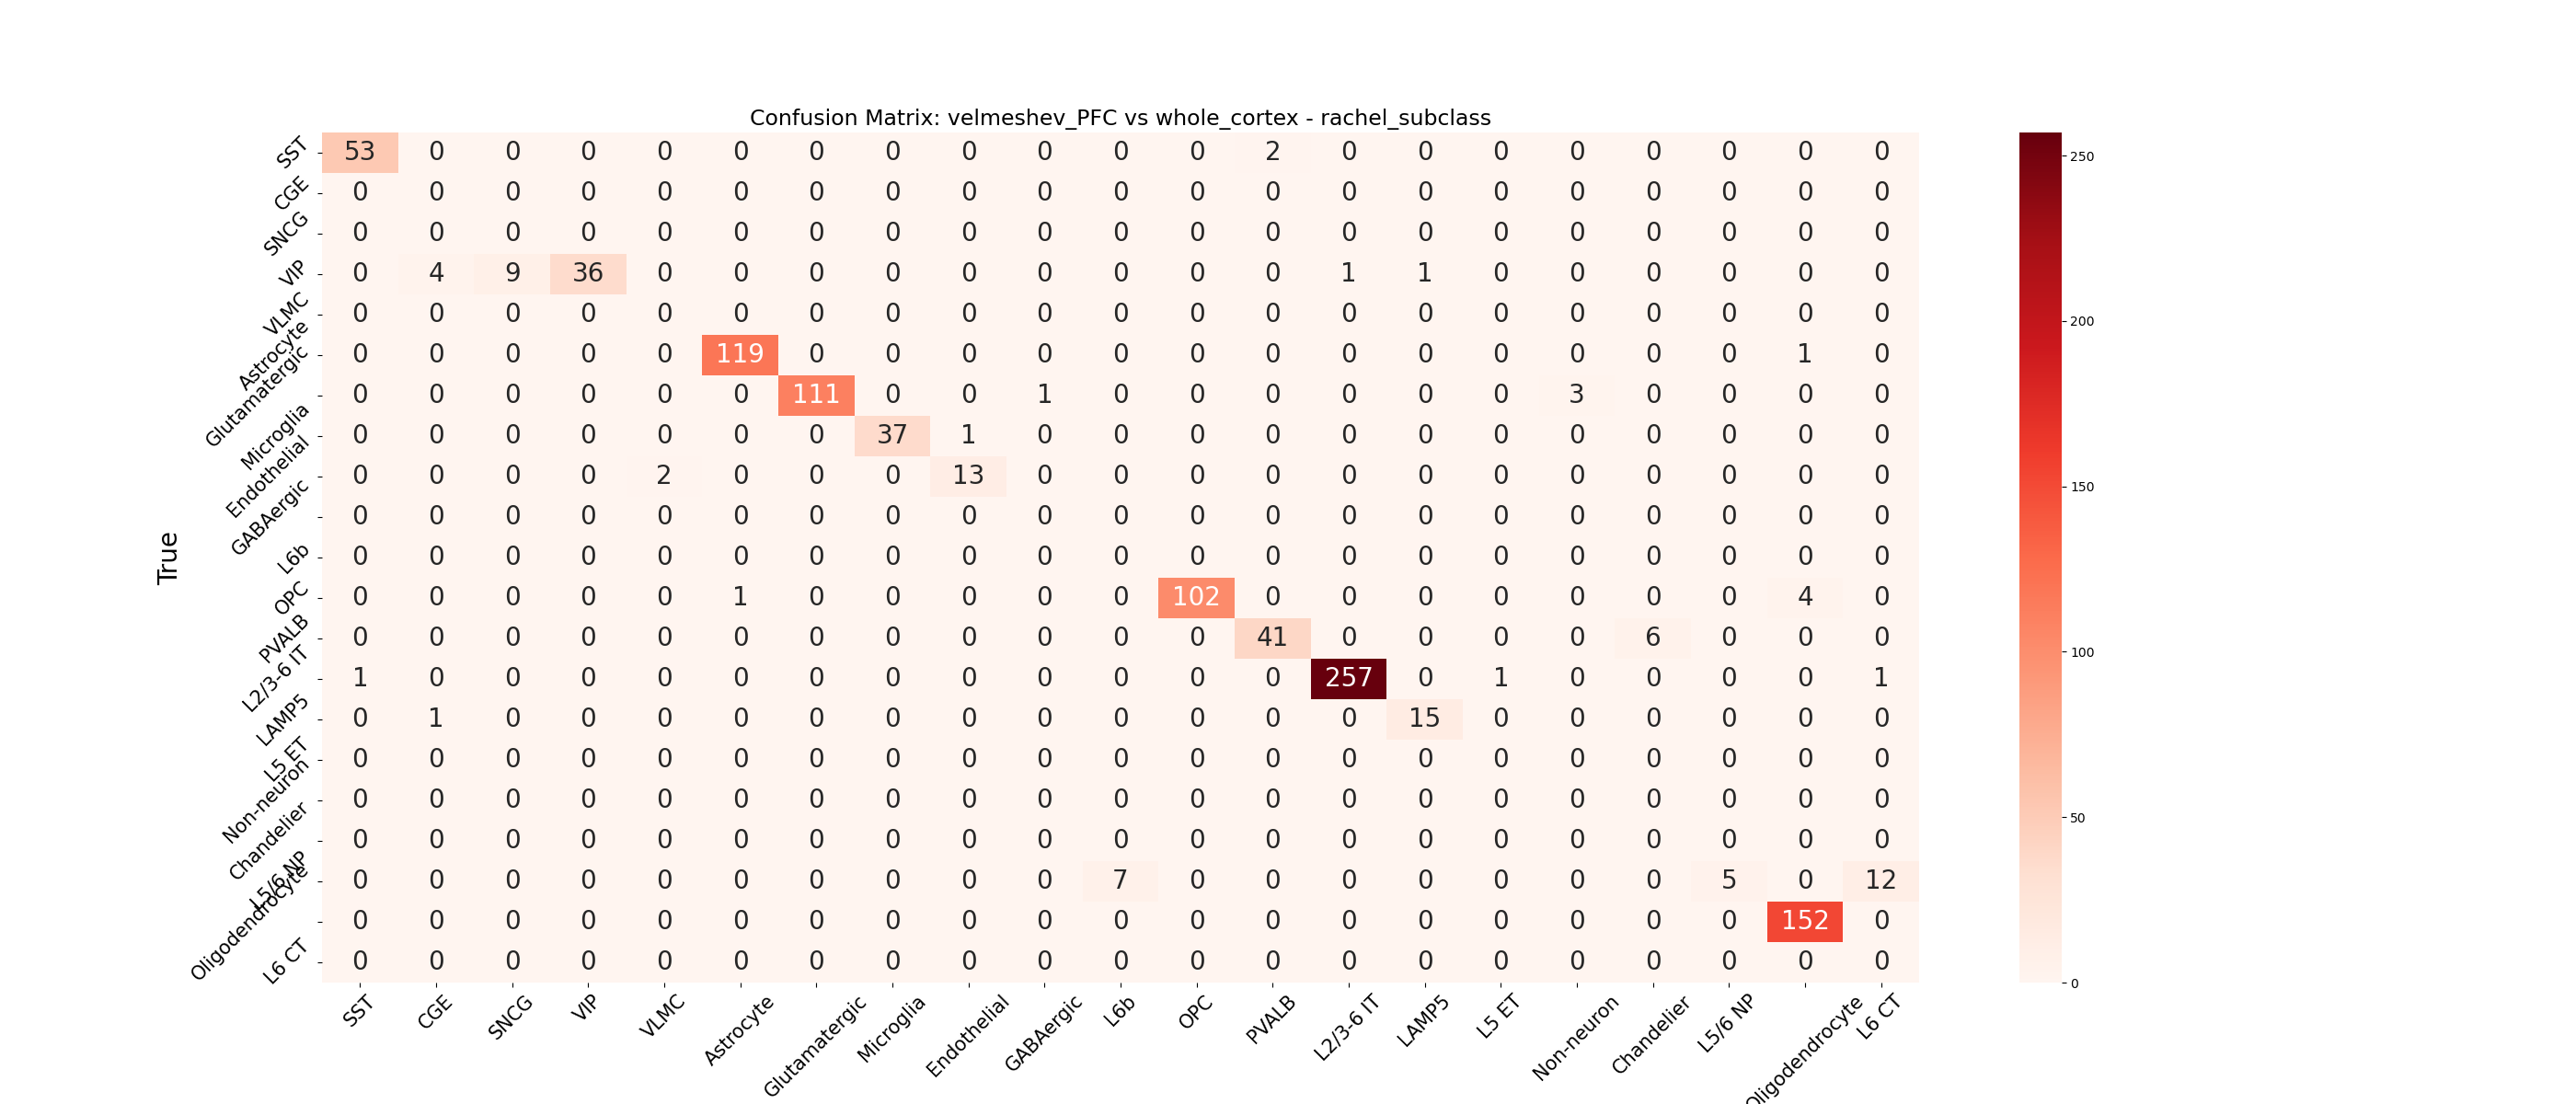 Confusion Matrix: velmeshev_PFC vs whole_cortex - rachel_subclass
True
SST 53 0 0 0 0 0 0 0 0 0 0 0 2 0 0 0 0 0 0 0 0
CGE 0 0 0 0 0 0 0 0 0 0 0 0 0 0 0 0 0 0 0 0 0
SNCG 0 0 0 0 0 0 0 0 0 0 0 0 0 0 0 0 0 0 0 0 0
VIP 0 4 9 36 0 0 0 0 0 0 0 0 0 1 1 0 0 0 0 0 0
VLMC 0 0 0 0 0 0 0 0 0 0 0 0 0 0 0 0 0 0 0 0 0
Astrocyte 0 0 0 0 0 119 0 0 0 0 0 0 0 0 0 0 0 0 0 1 0
Glutamatergic 0 0 0 0 0 0 111 0 0 1 0 0 0 0 0 0 3 0 0 0 0
Microglia 0 0 0 0 0 0 0 37 1 0 0 0 0 0 0 0 0 0 0 0 0
Endothelial 0 0 0 0 2 0 0 0 13 0 0 0 0 0 0 0 0 0 0 0 0
GABAergic 0 0 0 0 0 0 0 0 0 0 0 0 0 0 0 0 0 0 0 0 0
L6b 0 0 0 0 0 0 0 0 0 0 0 0 0 0 0 0 0 0 0 0 0
OPC 0 0 0 0 0 1 0 0 0 0 0 102 0 0 0 0 0 0 0 4 0
PVALB 0 0 0 0 0 0 0 0 0 0 0 0 41 0 0 0 0 6 0 0 0
L2/3-6 IT 1 0 0 0 0 0 0 0 0 0 0 0 0 257 0 1 0 0 0 0 1
LAMP5 0 1 0 0 0 0 0 0 0 0 0 0 0 0 15 0 0 0 0 0 0
L5 ET 0 0 0 0 0 0 0 0 0 0 0 0 0 0 0 0 0 0 0 0 0
Non-neuron 0 0 0 0 0 0 0 0 0 0 0 0 0 0 0 0 0 0 0 0 0
Chandelier 0 0 0 0 0 0 0 0 0 0 0 0 0 0 0 0 0 0 0 0 0
L5/6 NP 0 0 0 0 0 0 0 0 0 0 7 0 0 0 0 0 0 0 5 0 12
Oligodendrocyte 0 0 0 0 0 0 0 0 0 0 0 0 0 0 0 0 0 0 0 152 0
L6 CT 0 0 0 0 0 0 0 0 0 0 0 0 0 0 0 0 0 0 0 0 0
SST CGE SNCG VIP VLMC Astrocyte Glutamatergic Microglia Endothelial GABAergic L6b OPC PVALB L2/3-6 IT LAMP5 L5 ET Non-neuron Chandelier L5/6 NP Oligodendrocyte L6 CT
250
200
150
100
50
0